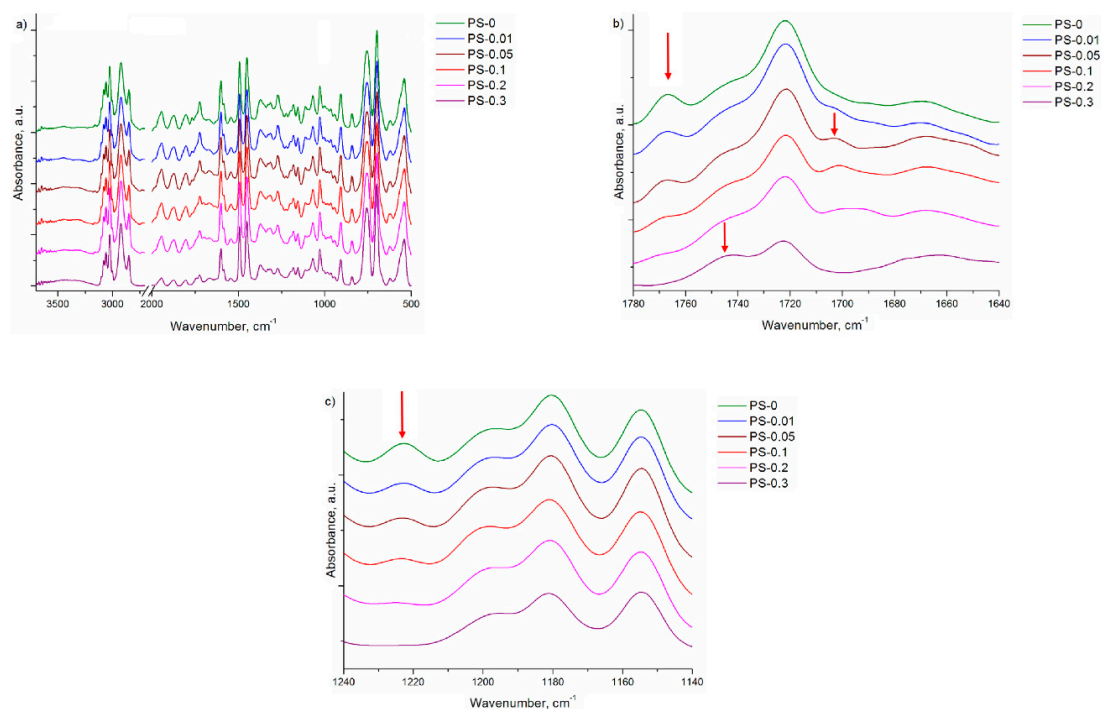 a)
PS-0
PS-0.01
PS-0.05
PS-0.1
PS-0.2
PS-0.3
Absorbance, a.u.
3500 3000 2000 2000 1500 1000 500
Wavenumber, cm-1
b)
PS-0
PS-0.01
PS-0.05
PS-0.1
PS-0.2
PS-0.3
Absorbance, a.u.
1780 1760 1740 1720 1700 1680 1660 1640
Wavenumber, cm-1
c)
PS-0
PS-0.01
PS-0.05
PS-0.1
PS-0.2
PS-0.3
Absorbance, a.u.
1240 1220 1200 1180 1160 1140
Wavenumber, cm-1